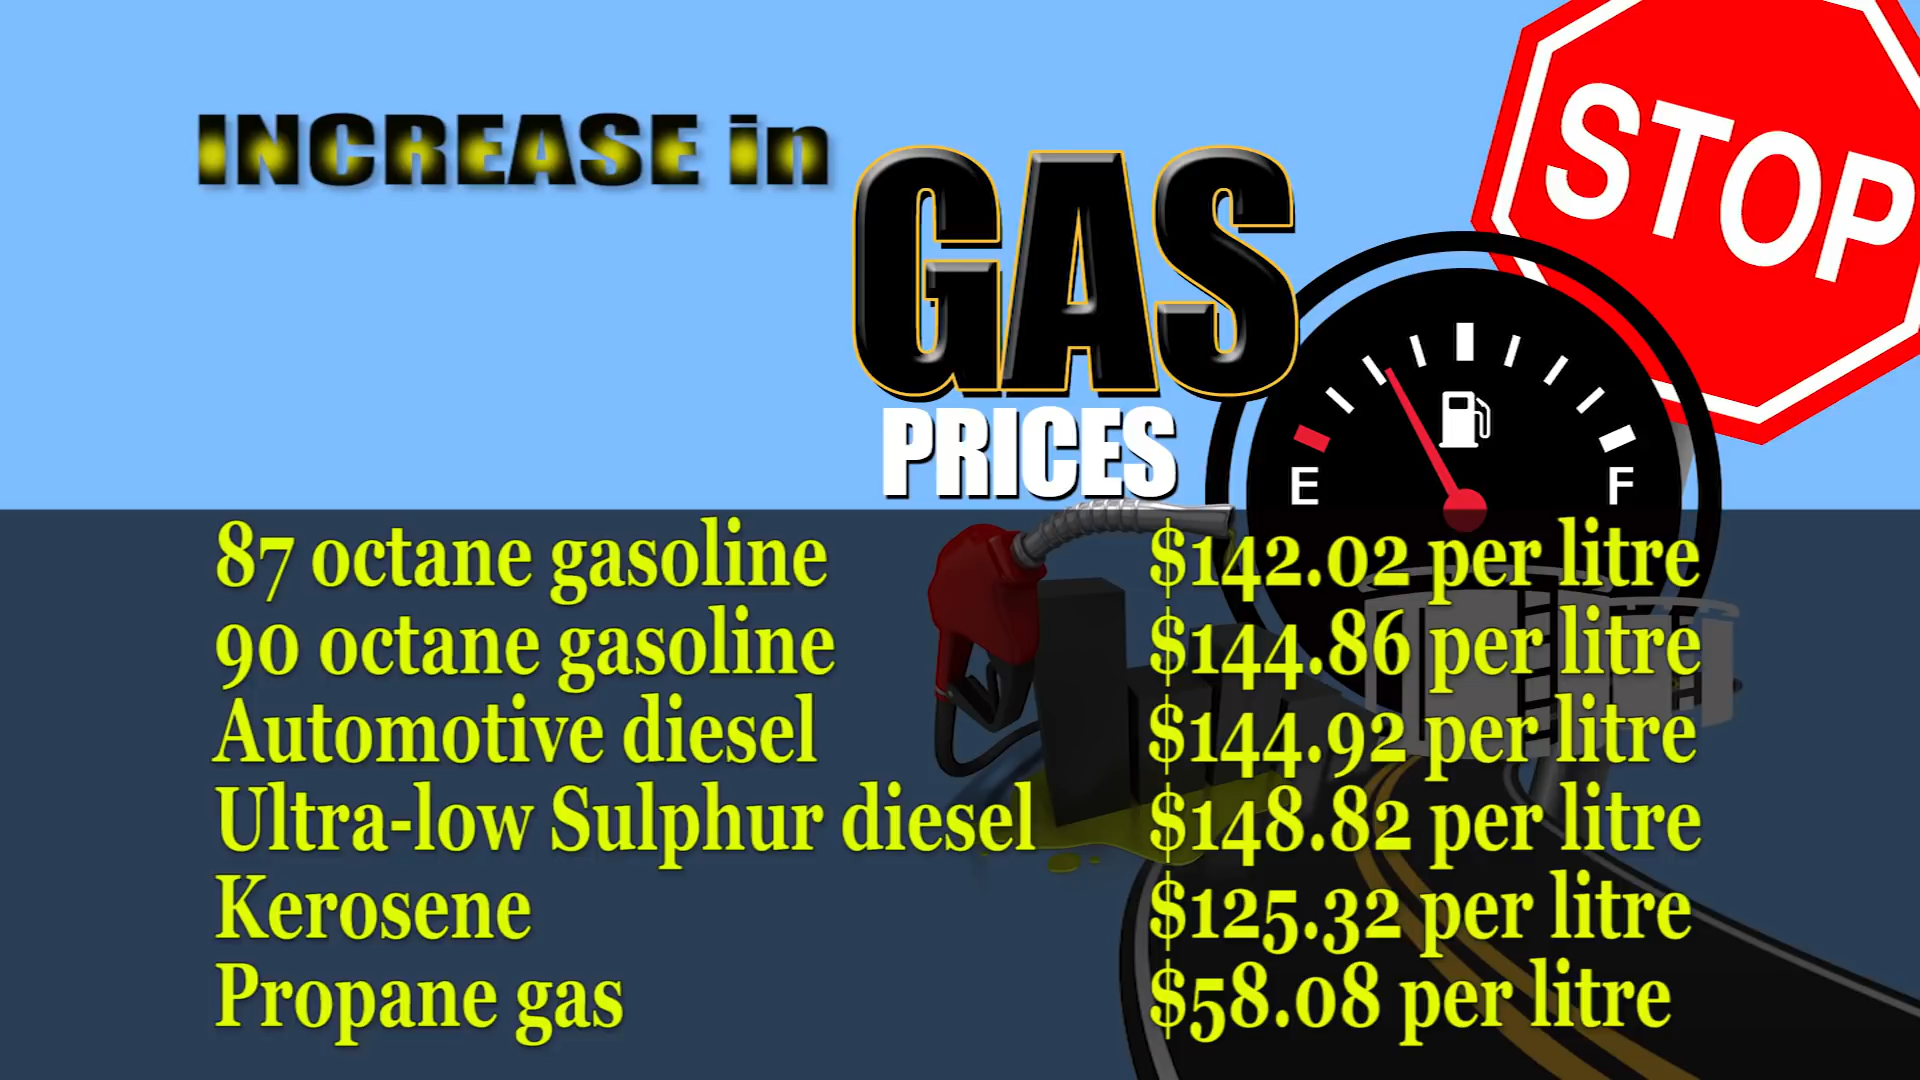 STOP
INCREASE in
GAS
PRICES
E F
87 octane gasoline $142.02 per litre
90 octane gasoline $144.86 per litre
Automotive diesel $144.92 per litre
Ultra-low Sulphur diesel $148.82 per litre
Kerosene $125.32 per litre
Propane gas $58.08 per litre